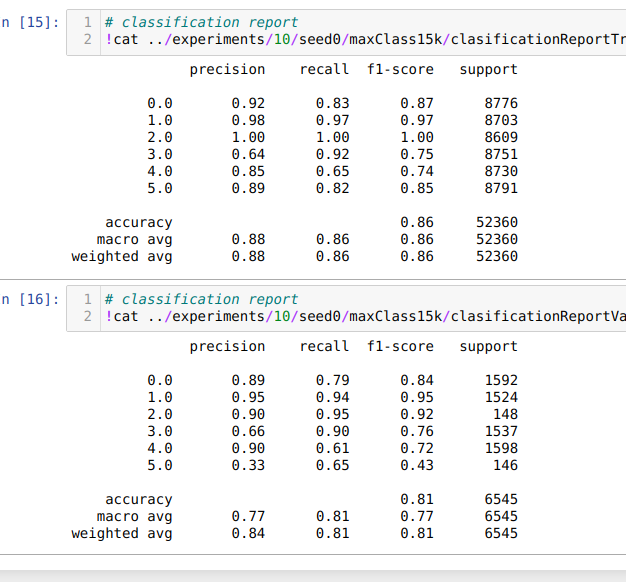 n [15]:
1 # classification report
2 !cat ../experiments/10/seed0/maxClass15k/clasificationReportTr
precision recall f1-score support
0.0 0.92 0.83 0.87 8776
1.0 0.98 0.97 0.97 8703
2.0 1.00 1.00 1.00 8609
3.0 0.64 0.92 0.75 8751
4.0 0.85 0.65 0.74 8730
5.0 0.89 0.82 0.85 8791
accuracy 0.86 52360
macro avg 0.88 0.86 0.86 52360
weighted avg 0.88 0.86 0.86 52360
n [16]:
1 # classification report
2 !cat ../experiments/10/seed0/maxClass15k/clasificationReportVa
precision recall f1-score support
0.0 0.89 0.79 0.84 1592
1.0 0.95 0.94 0.95 1524
2.0 0.90 0.95 0.92 148
3.0 0.66 0.90 0.76 1537
4.0 0.90 0.61 0.72 1598
5.0 0.33 0.65 0.43 146
accuracy 0.81 6545
macro avg 0.77 0.81 0.77 6545
weighted avg 0.84 0.81 0.81 6545